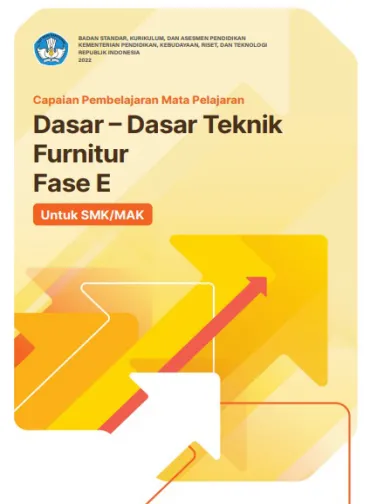 BADAN STANDAR, KURIKULUM, DAN ASESMEN PENDIDIKAN
KEMENTERIAN PENDIDIKAN, KEBUDAYAAN, RISET, DAN TEKNOLOGI
REPUBLIK INDONESIA
2022
Capaian Pembelajaran Mata Pelajaran
Dasar – Dasar Teknik
Furnitur
Fase E
Untuk SMK/MAK